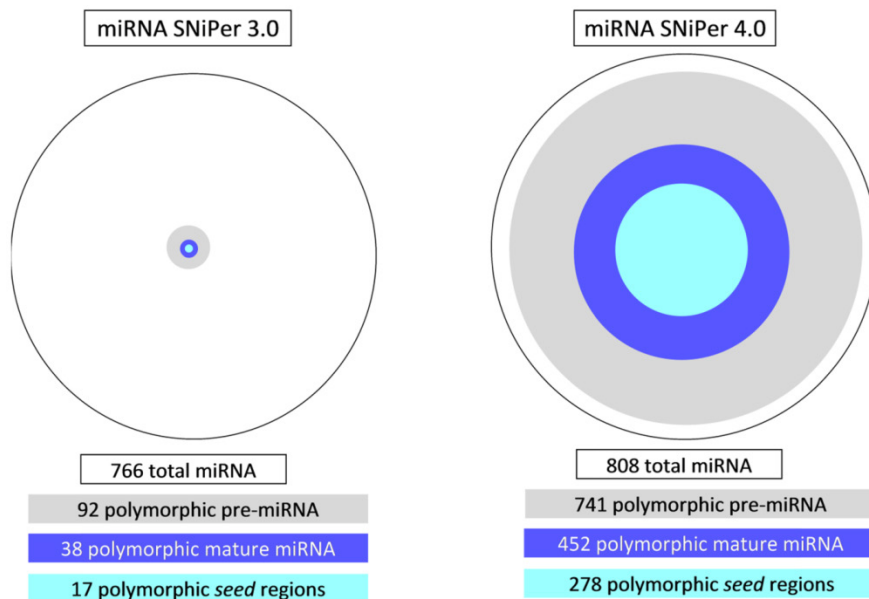 miRNA SNiPer 3.0
766 total miRNA
92 polymorphic pre-miRNA
38 polymorphic mature miRNA
17 polymorphic seed regions
miRNA SNiPer 4.0
808 total miRNA
741 polymorphic pre-miRNA
452 polymorphic mature miRNA
278 polymorphic seed regions